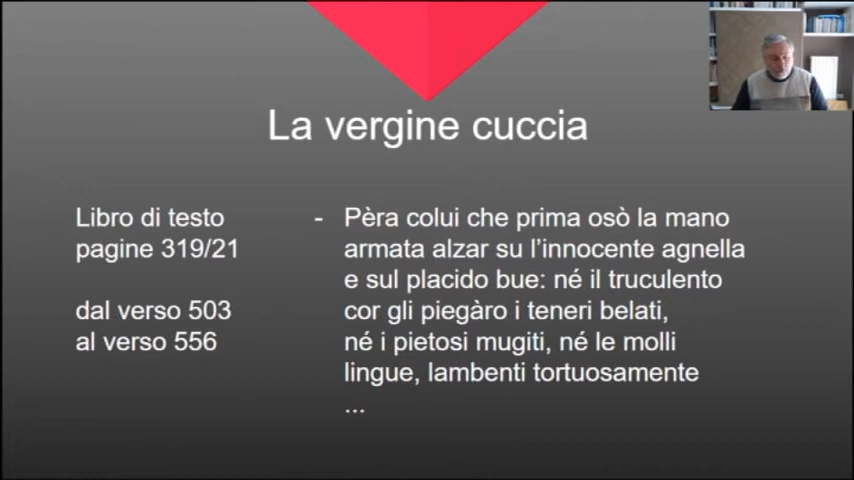 La vergine cuccia
Libro di testo
pagine 319/21
dal verso 503
al verso 556
- Pèra colui che prima osò la mano
armata alzar su l’innocente agnella
e sul placido bue: né il truculento
cor gli piegàro i teneri belati,
né i pietosi mugiti, né le molli
lingue, lambenti tortuosamente
...